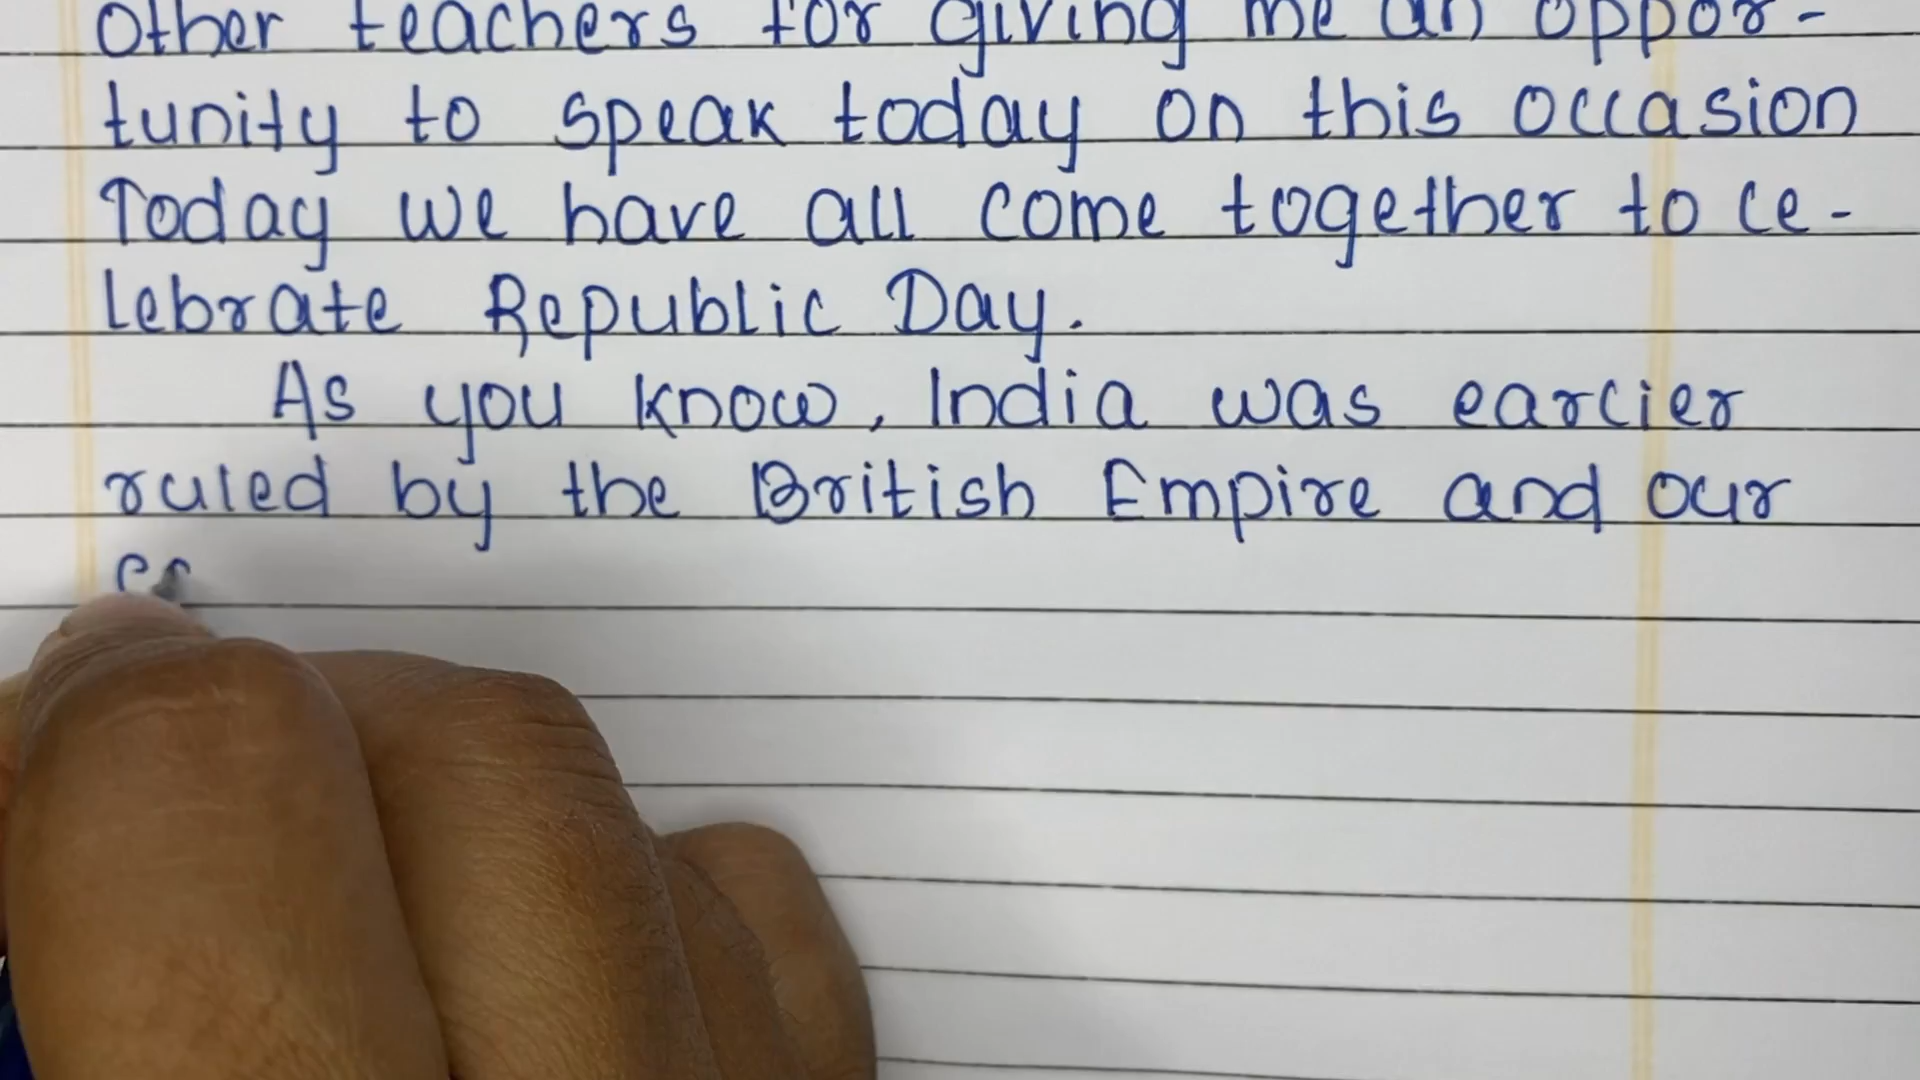 Other teachers for giving me an oppor-
tunity to speak today on this occasion
Today we have all come together to ce-
lebrate Republic Day.
As you know, India was earcier
ruled by the British Empire and our